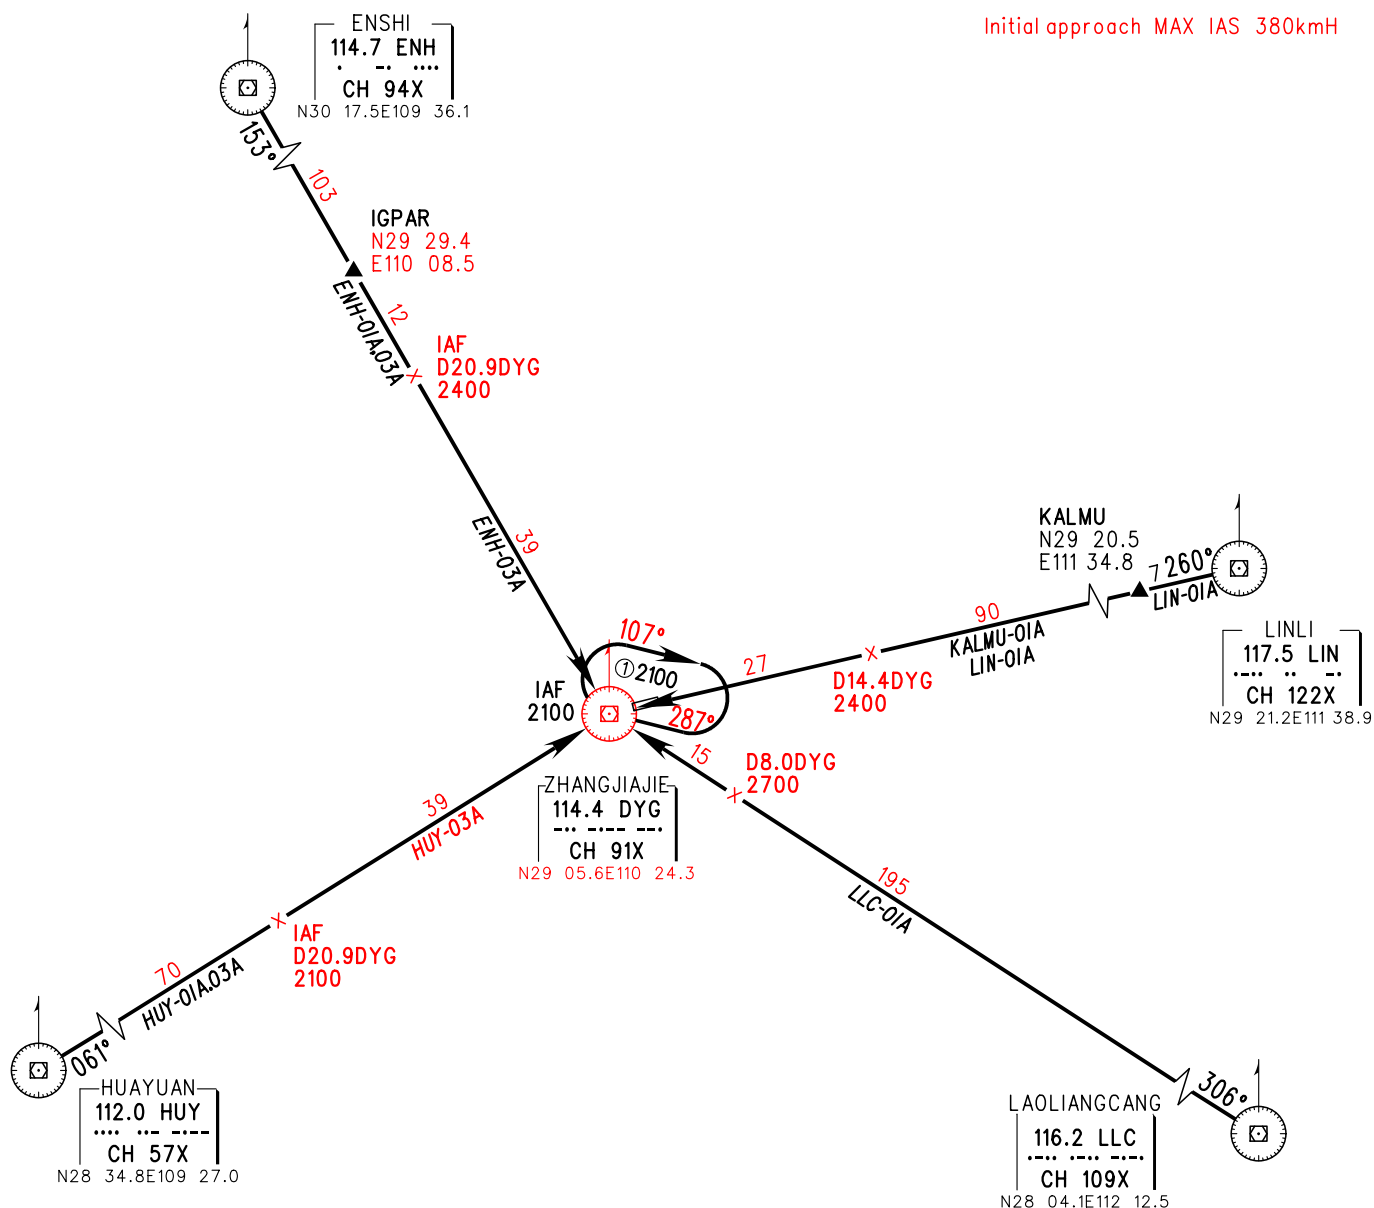 Initial approach MAX IAS 380kmH
ENSHI
114.7 ENH
CH 94X
N30 17.5E109 36.1
153°
103
IGPAR
N29 29.4
E110 08.5
ENH-01A,03A
12
IAF
D20.9DYG
2400
ENH-03A
39
KALMU
N29 20.5
E111 34.8
7
260°
LIN-01A
90
KALMU-01A
LIN-01A
LINLI
117.5 LIN
CH 122X
N29 21.2E111 38.9
107°
①2100
27
D14.4DYG
2400
IAF
2100
287°
15
D8.0DYG
2700
ZHANGJIAJIE
114.4 DYG
CH 91X
N29 05.6E110 24.3
39
HUY-03A
195
LLC-01A
IAF
D20.9DYG
2100
70
HUY-01A,03A
061°
HUAYUAN
112.0 HUY
CH 57X
N28 34.8E109 27.0
306°
LAOLIANGCANG
116.2 LLC
CH 109X
N28 04.1E112 12.5